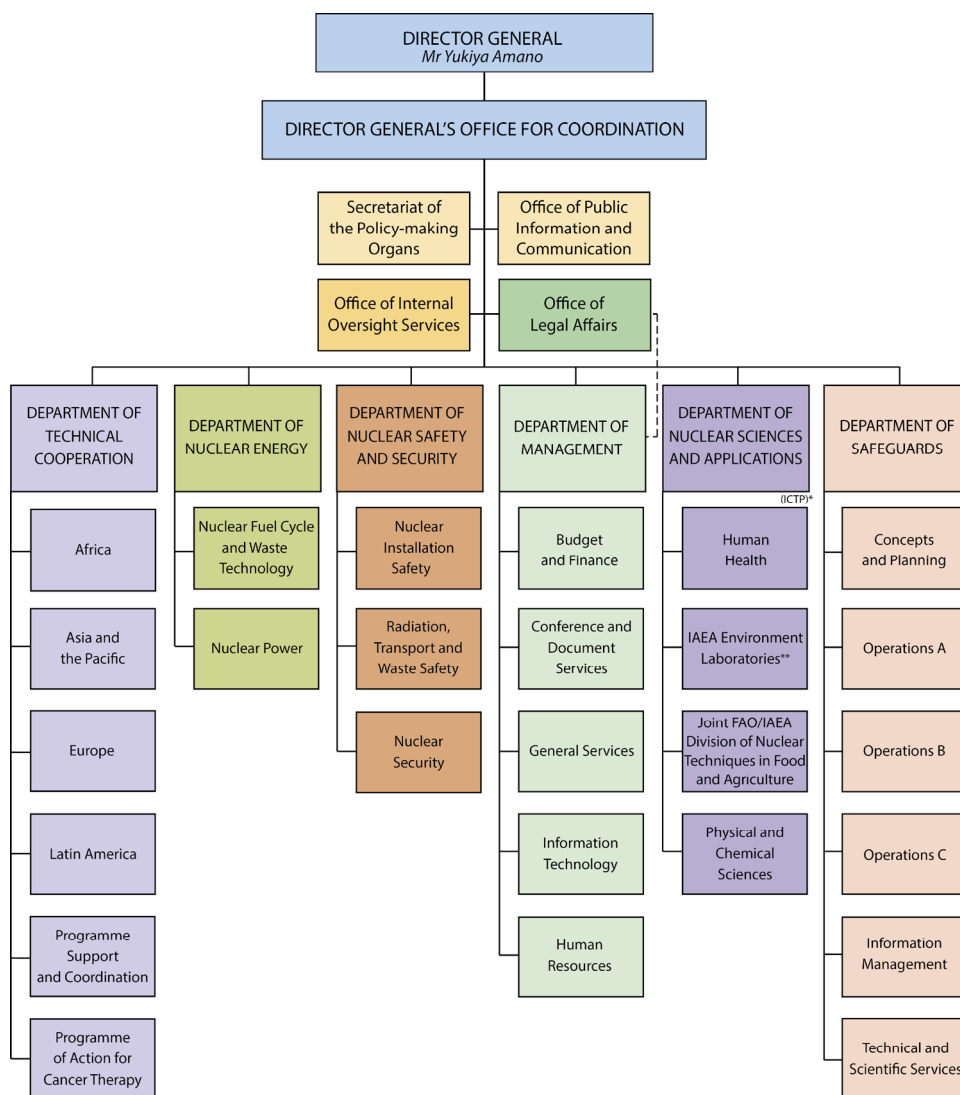 DIRECTOR GENERAL
Mr Yukiya Amano
DIRECTOR GENERAL’S OFFICE FOR COORDINATION
Secretariat of
the Policy-making
Organs
Office of Public
Information and
Communication
Office of Internal
Oversight Services
Office of
Legal Affairs
DEPARTMENT OF
TECHNICAL
COOPERATION
DEPARTMENT OF
NUCLEAR ENERGY
DEPARTMENT OF
NUCLEAR SAFETY
AND SECURITY
DEPARTMENT OF
MANAGEMENT
DEPARTMENT OF
NUCLEAR SCIENCES
AND APPLICATIONS
(ICTP)*
DEPARTMENT OF
SAFEGUARDS
Africa
Asia and
the Pacific
Europe
Latin America
Programme
Support
and Coordination
Programme
of Action for
Cancer Therapy
Nuclear Fuel Cycle
and Waste
Technology
Nuclear Power
Nuclear
Installation
Safety
Radiation,
Transport and
Waste Safety
Nuclear
Security
Budget
and Finance
Conference and
Document
Services
General Services
Information
Technology
Human
Resources
Human
Health
IAEA Environment
Laboratories**
Joint FAO/IAEA
Division of Nuclear
Techniques in Food
and Agriculture
Physical and
Chemical
Sciences
Concepts
and Planning
Operations A
Operations B
Operations C
Information
Management
Technical and
Scientific Services